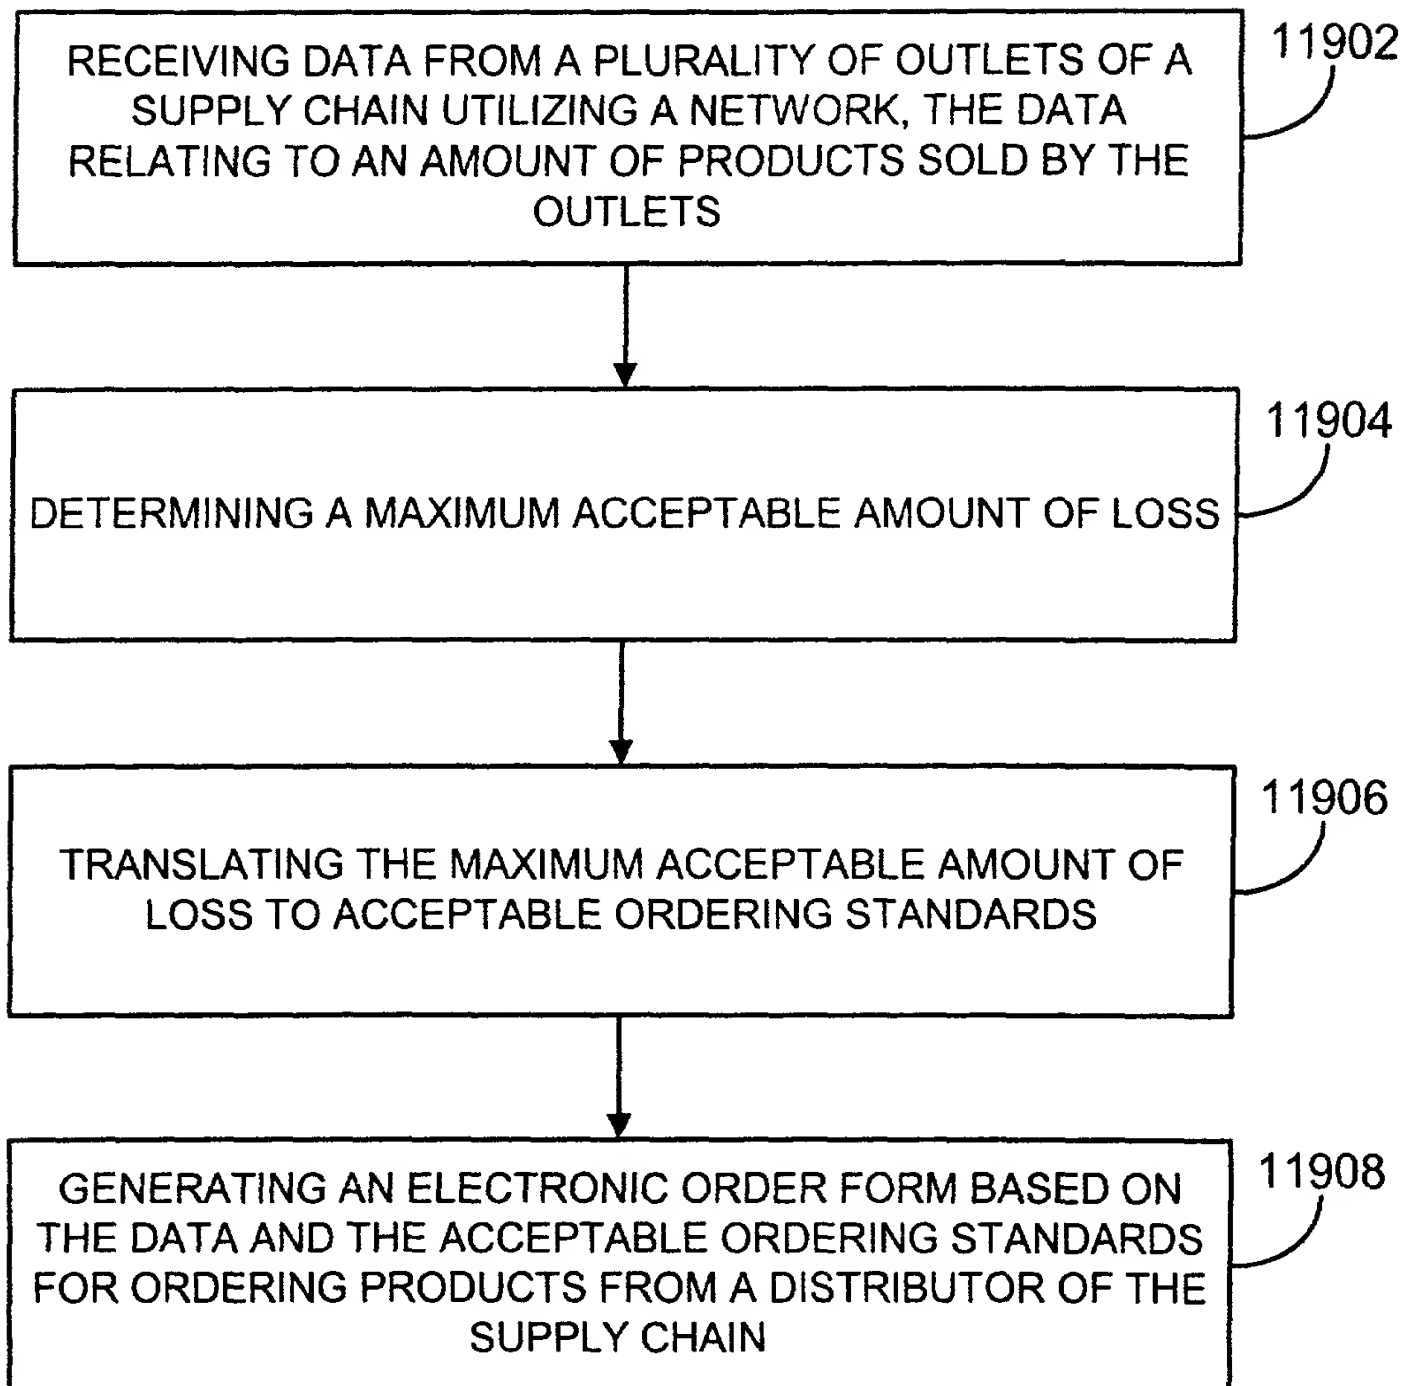 RECEIVING DATA FROM A PLURALITY OF OUTLETS OF A
SUPPLY CHAIN UTILIZING A NETWORK, THE DATA
RELATING TO AN AMOUNT OF PRODUCTS SOLD BY THE
OUTLETS
11902
DETERMINING A MAXIMUM ACCEPTABLE AMOUNT OF LOSS
11904
TRANSLATING THE MAXIMUM ACCEPTABLE AMOUNT OF
LOSS TO ACCEPTABLE ORDERING STANDARDS
11906
GENERATING AN ELECTRONIC ORDER FORM BASED ON
THE DATA AND THE ACCEPTABLE ORDERING STANDARDS
FOR ORDERING PRODUCTS FROM A DISTRIBUTOR OF THE
SUPPLY CHAIN
11908